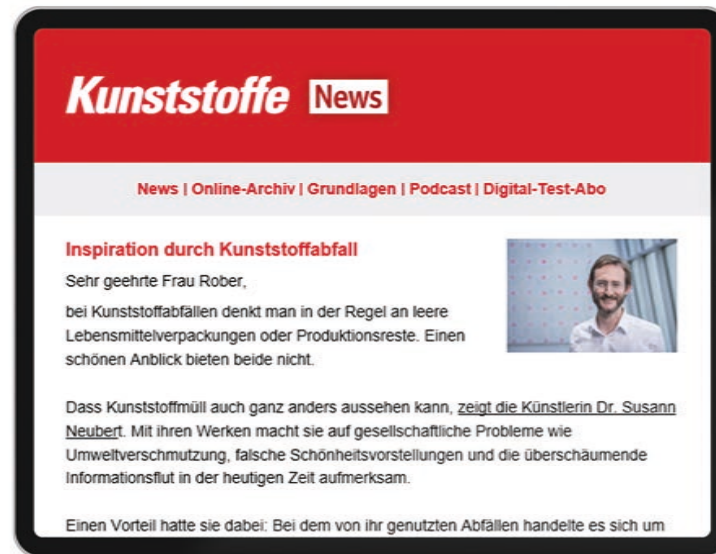 Kunststoffe News
News | Online-Archiv | Grundlagen | Podcast | Digital-Test-Abo
Inspiration durch Kunststoffabfall
Sehr geehrte Frau Rober,
bei Kunststoffabfällen denkt man in der Regel an leere
Lebensmittelverpackungen oder Produktionsreste. Einen
schönen Anblick bieten beide nicht.
Dass Kunststoffmüll auch ganz anders aussehen kann, zeigt die Künstlerin Dr. Susann
Neubert. Mit ihren Werken macht sie auf gesellschaftliche Probleme wie
Umweltverschmutzung, falsche Schönheitsvorstellungen und die überschäumende
Informationsflut in der heutigen Zeit aufmerksam.
Einen Vorteil hatte sie dabei: Bei dem von ihr genutzten Abfällen handelte es sich um